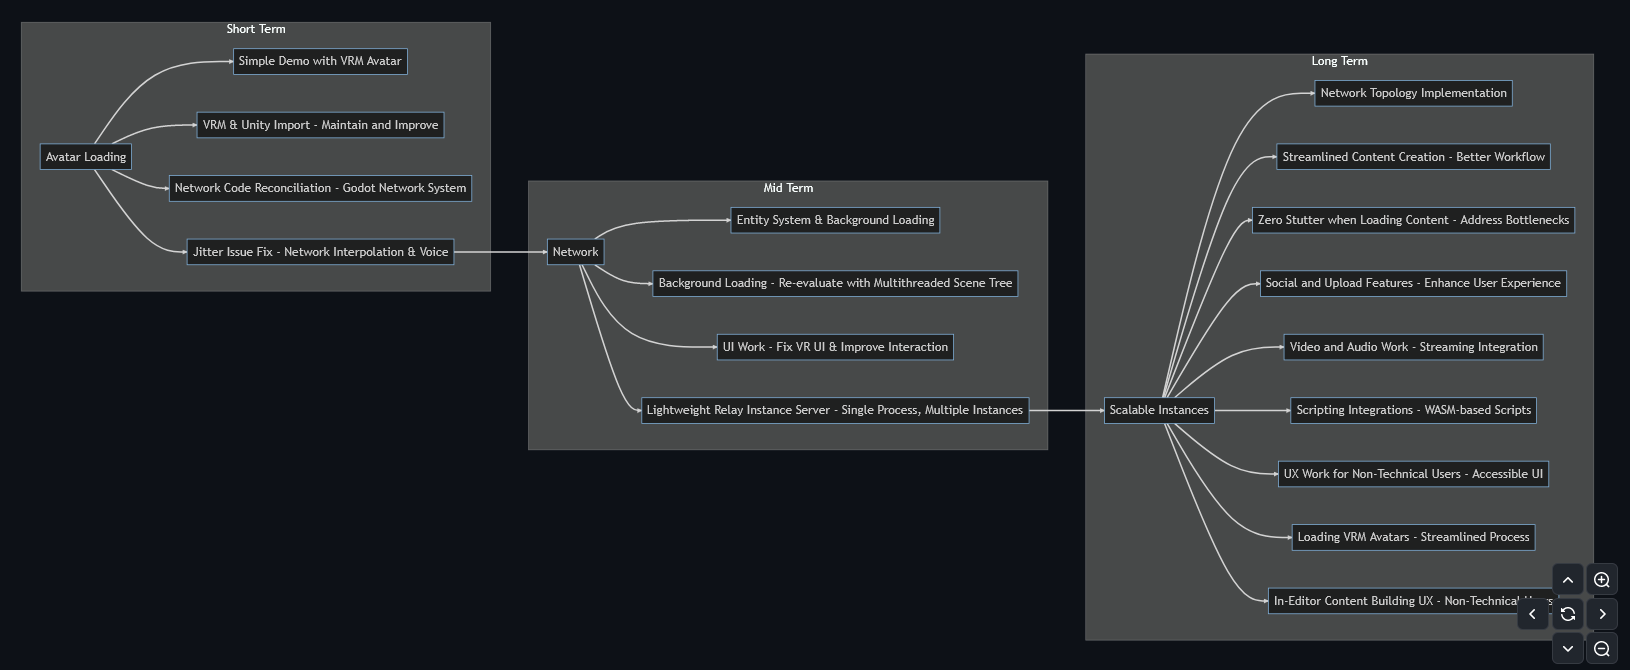 Short Term
Simple Demo with VRM Avatar
VRM & Unity Import - Maintain and Improve
Avatar Loading
Network Code Reconciliation - Godot Network System
Jitter Issue Fix - Network Interpolation & Voice
Mid Term
Entity System & Background Loading
Network
Background Loading - Re-evaluate with Multithreaded Scene Tree
UI Work - Fix VR UI & Improve Interaction
Lightweight Relay Instance Server - Single Process, Multiple Instances
Long Term
Network Topology Implementation
Streamlined Content Creation - Better Workflow
Zero Stutter when Loading Content - Address Bottlenecks
Social and Upload Features - Enhance User Experience
Video and Audio Work - Streaming Integration
Scalable Instances
Scripting Integrations - WASM-based Scripts
UX Work for Non-Technical Users - Accessible UI
Loading VRM Avatars - Streamlined Process
In-Editor Content Building UX - Non-Technical